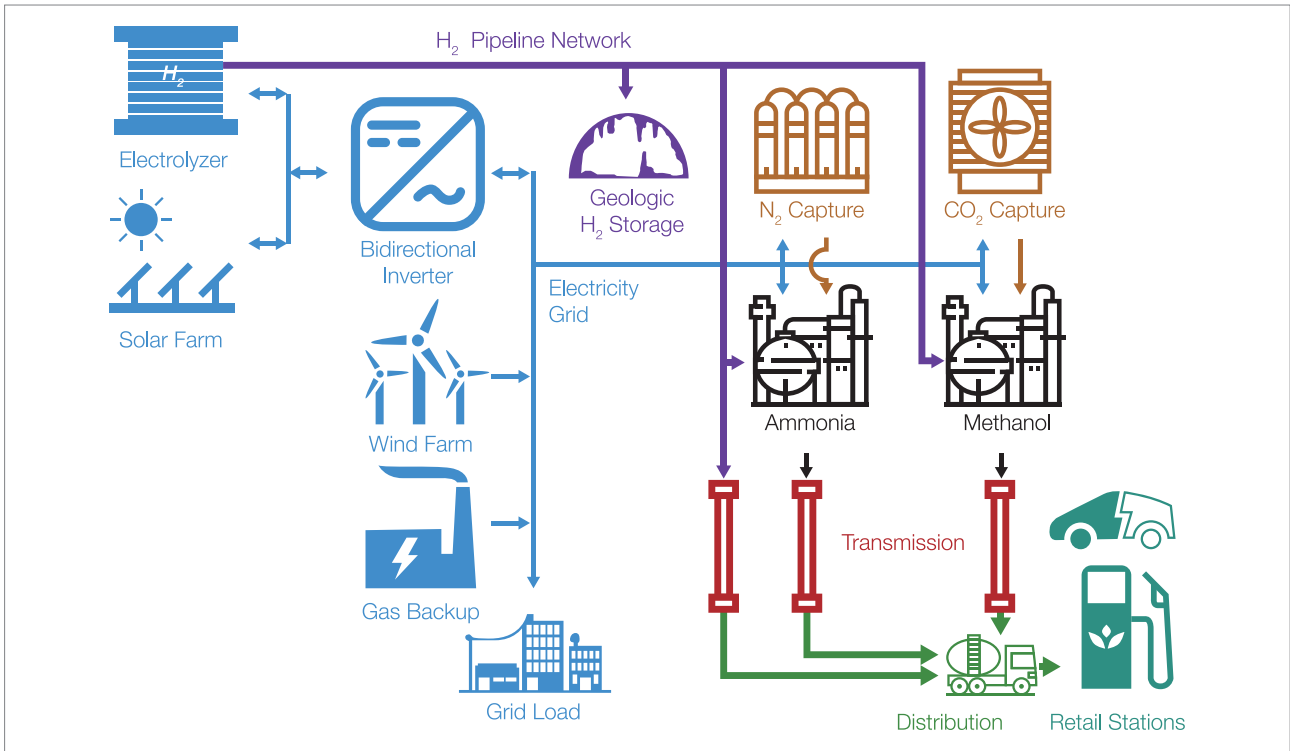 H₂ Pipeline Network
H₂
Electrolyzer
Geologic
H₂ Storage
N₂ Capture
CO₂ Capture
Bidirectional
Inverter
Electricity
Grid
Solar Farm
Wind Farm
Ammonia
Methanol
Transmission
Gas Backup
Grid Load
Distribution
Retail Stations